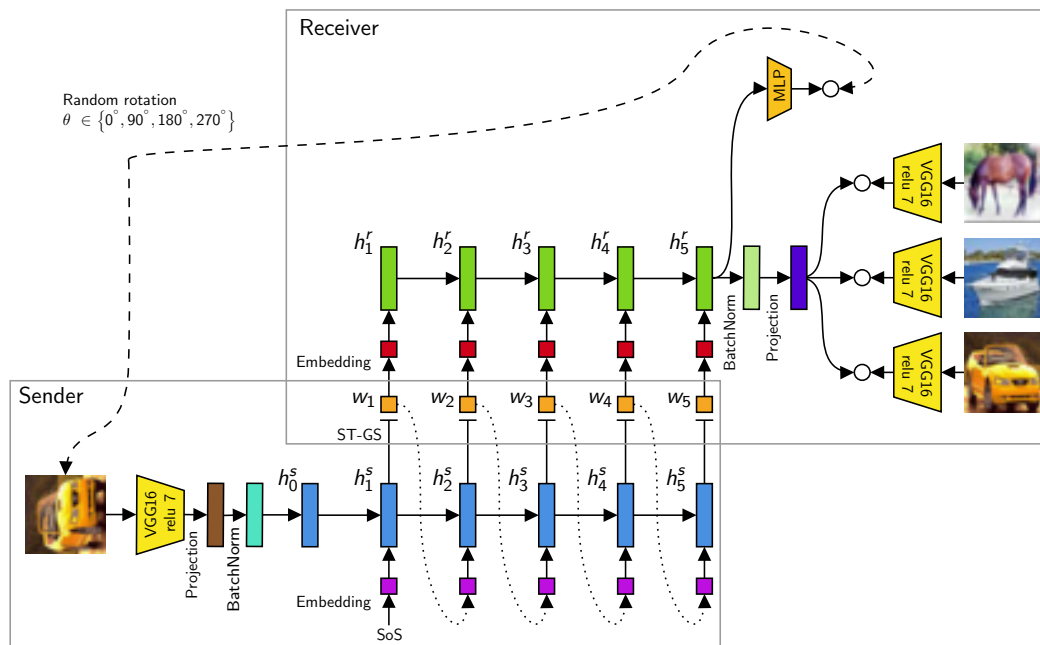 Receiver
Random rotation
θ ∈ {0°, 90°, 180°, 270°}
MLP
VGG16
relu 7
h₁ʳ h₂ʳ h₃ʳ h₄ʳ h₅ʳ
VGG16
relu 7
BatchNorm
Projection
Embedding
VGG16
relu 7
Sender
w₁ w₂ w₃ w₄ w₅
ST-GS
h₀ˢ h₁ˢ h₂ˢ h₃ˢ h₄ˢ h₅ˢ
VGG16
relu 7
Projection
BatchNorm
Embedding
SoS